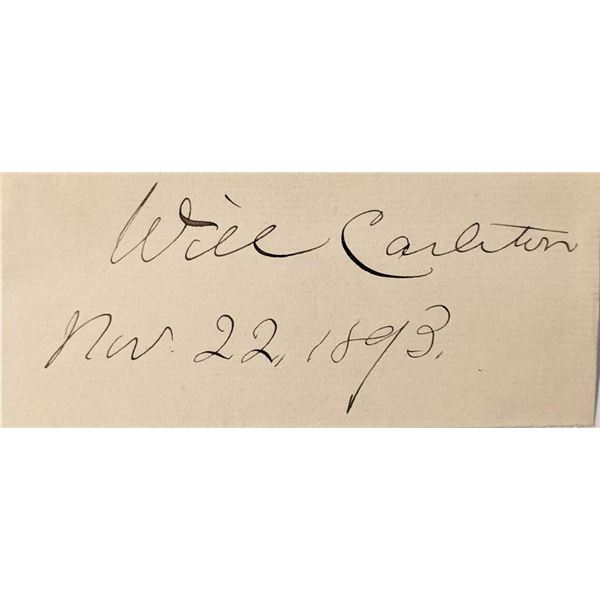 Will Carleton
Nov. 22, 1893.